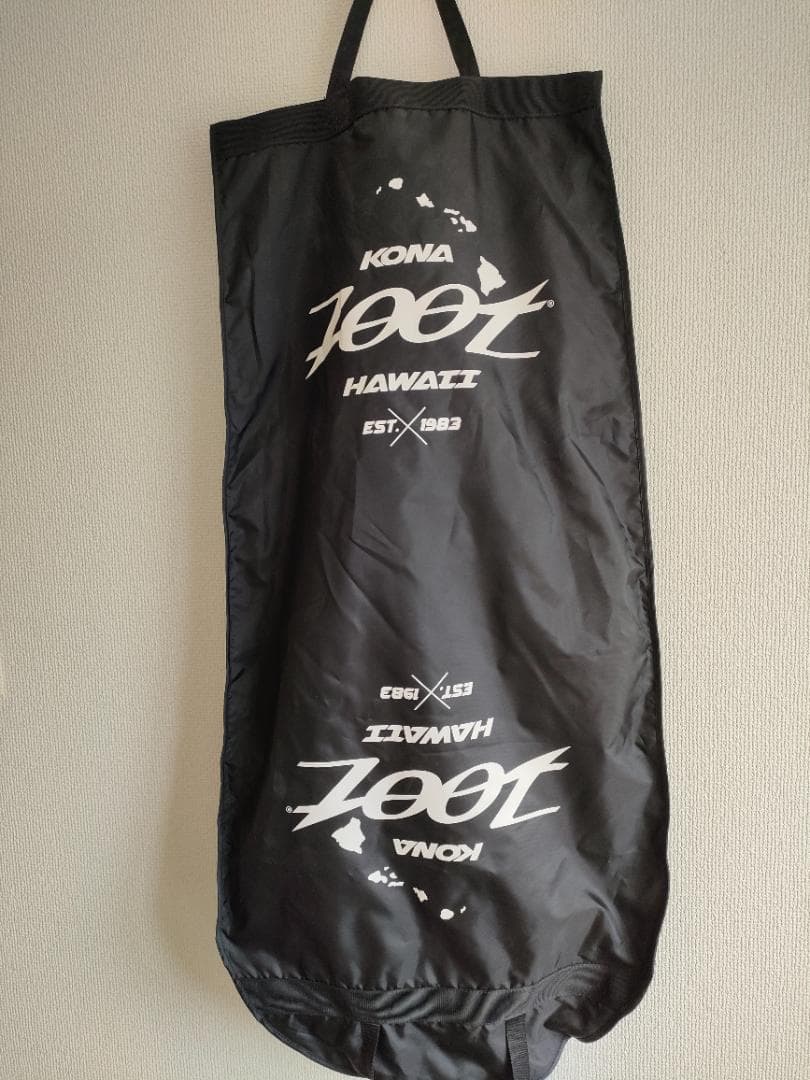 KONA
ZOOT®
HAWAII
EST. 1983
KONA
ZOOT®
HAWAII
EST. 1983